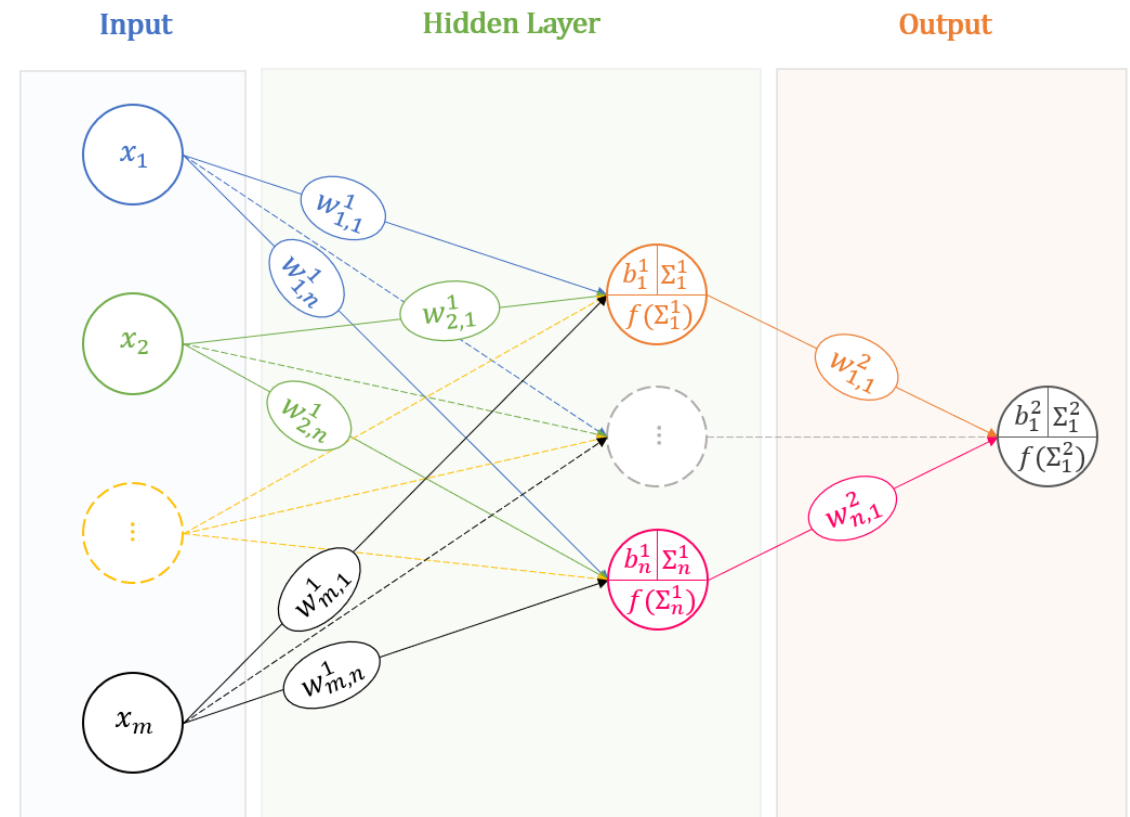 Input
Hidden Layer
Output
x₁
w¹₁,₁
w¹₁,ₙ
b¹₁ Σ¹₁
f(Σ¹₁)
x₂
w¹₂,₁
w¹₂,ₙ
w²₁,₁
⋮
b²₁ Σ²₁
f(Σ²₁)
⋮
w²ₙ,₁
b¹ₙ Σ¹ₙ
f(Σ¹ₙ)
w¹ₘ,₁
w¹ₘ,ₙ
xₘ